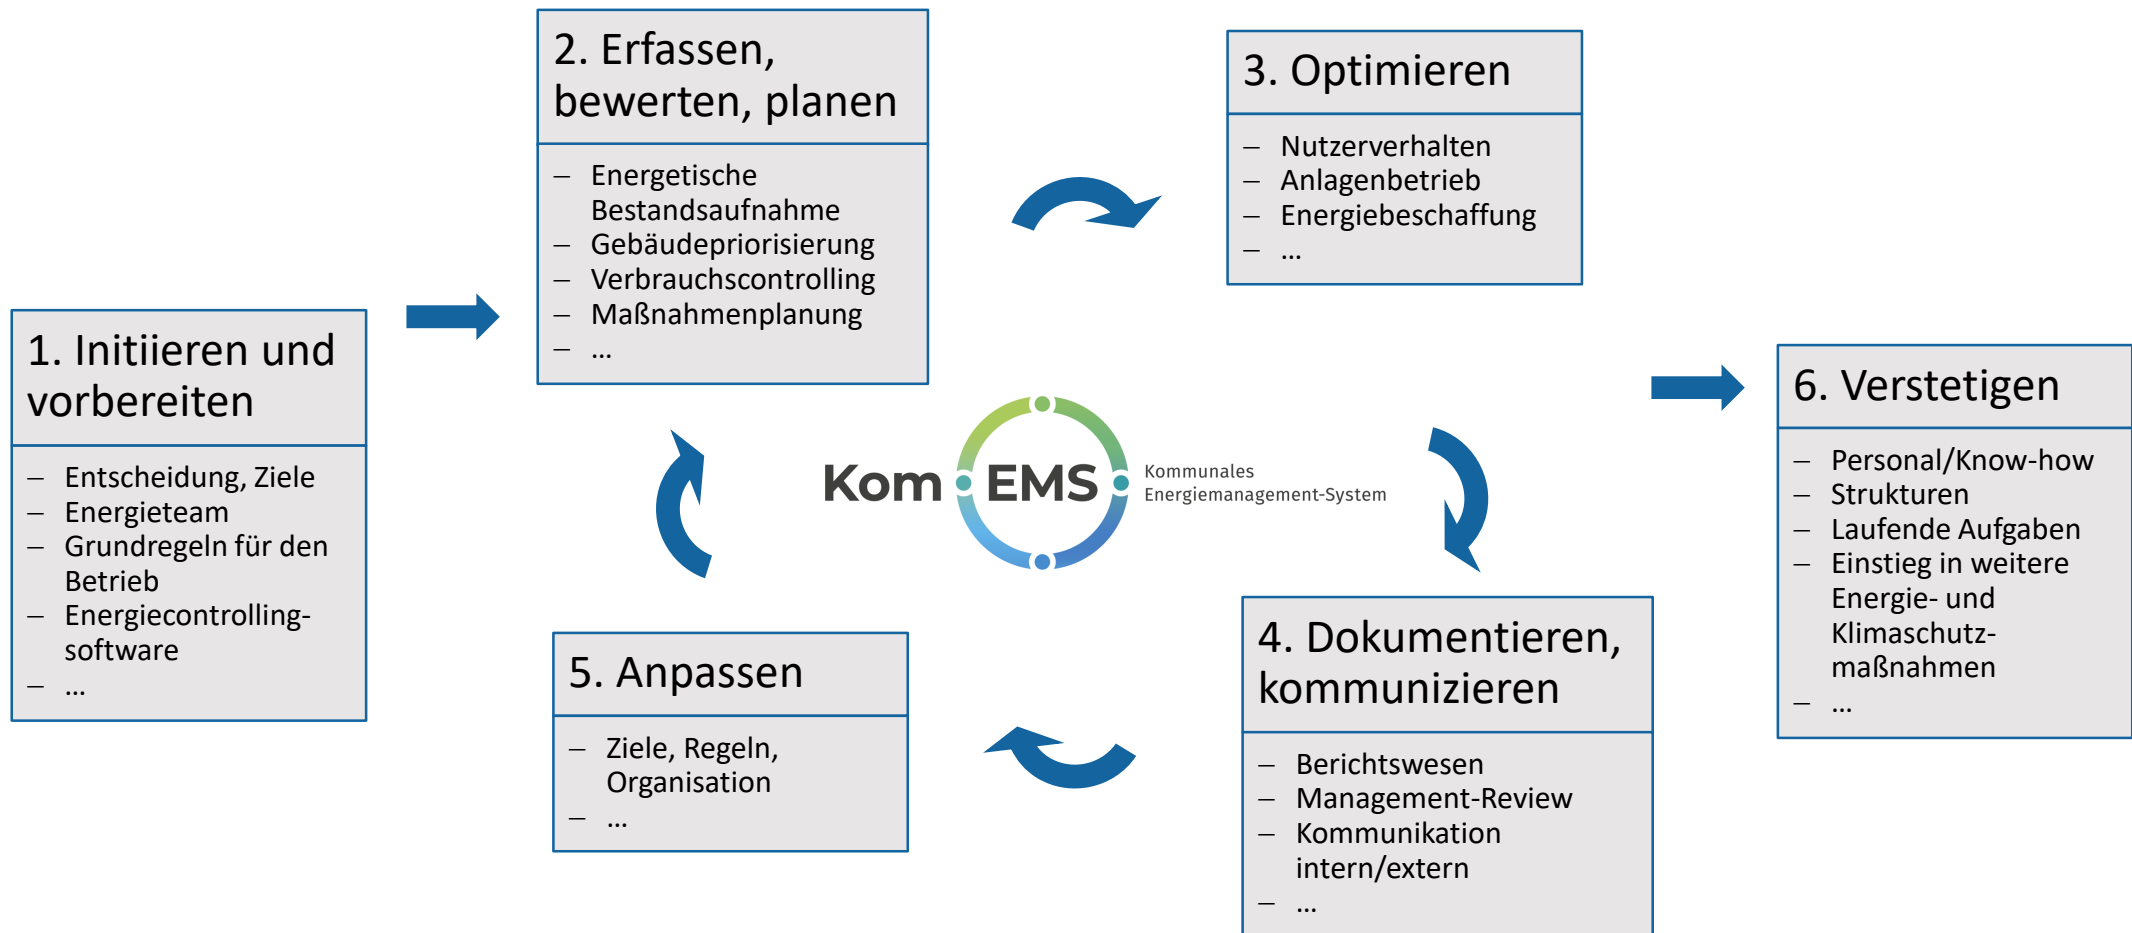 1. Initiieren und
vorbereiten
– Entscheidung, Ziele
– Energieteam
– Grundregeln für den
Betrieb
– Energiecontrolling-
software
– ...
2. Erfassen,
bewerten, planen
– Energetische
Bestandsaufnahme
– Gebäudepriorisierung
– Verbrauchscontrolling
– Maßnahmenplanung
– ...
3. Optimieren
– Nutzerverhalten
– Anlagenbetrieb
– Energiebeschaffung
– ...
Kom EMS
Kommunales
Energiemanagement-System
4. Dokumentieren,
kommunizieren
– Berichtswesen
– Management-Review
– Kommunikation
intern/extern
– ...
5. Anpassen
– Ziele, Regeln,
Organisation
– ...
6. Verstetigen
– Personal/Know-how
– Strukturen
– Laufende Aufgaben
– Einstieg in weitere
Energie- und
Klimaschutz-
maßnahmen
– ...